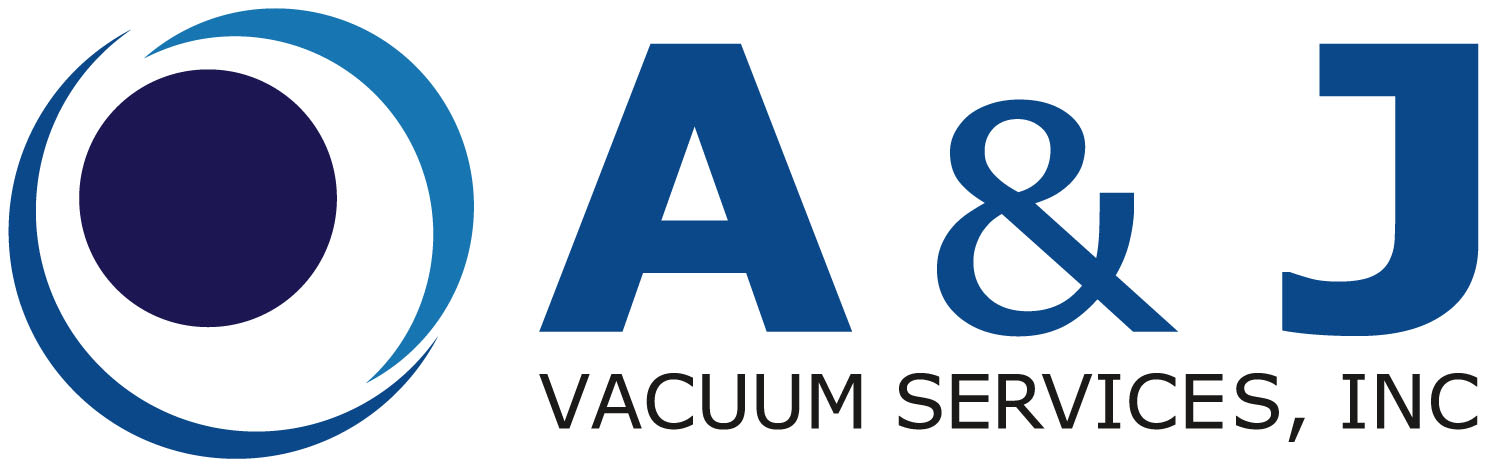 A & J
VACUUM SERVICES, INC